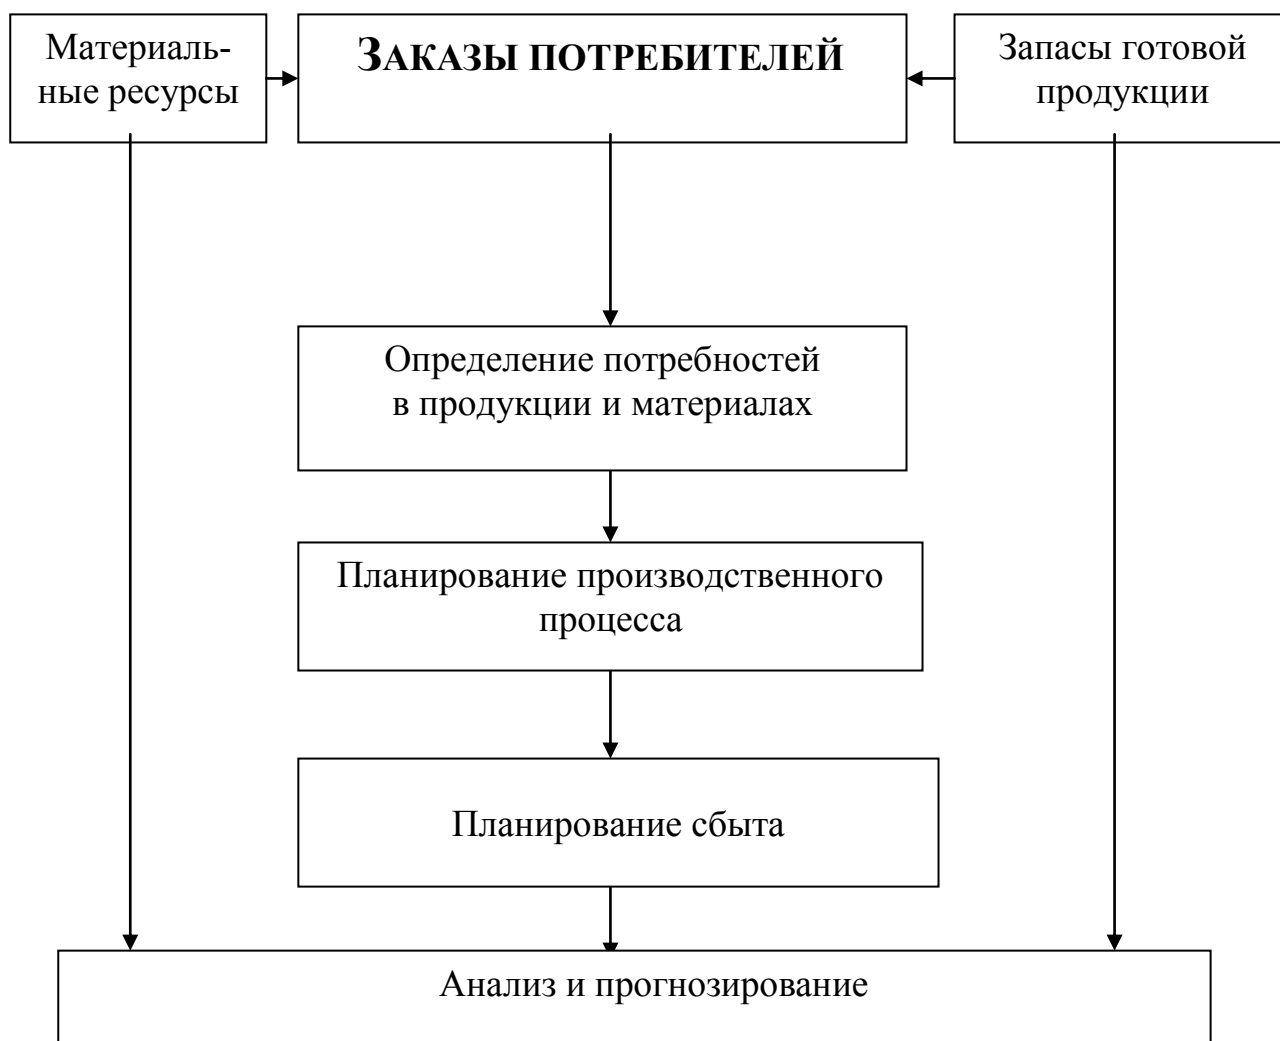 Материаль-
ные ресурсы
ЗАКАЗЫ ПОТРЕБИТЕЛЕЙ
Запасы готовой
продукции
Определение потребностей
в продукции и материалах
Планирование производственного
процесса
Планирование сбыта
Анализ и прогнозирование